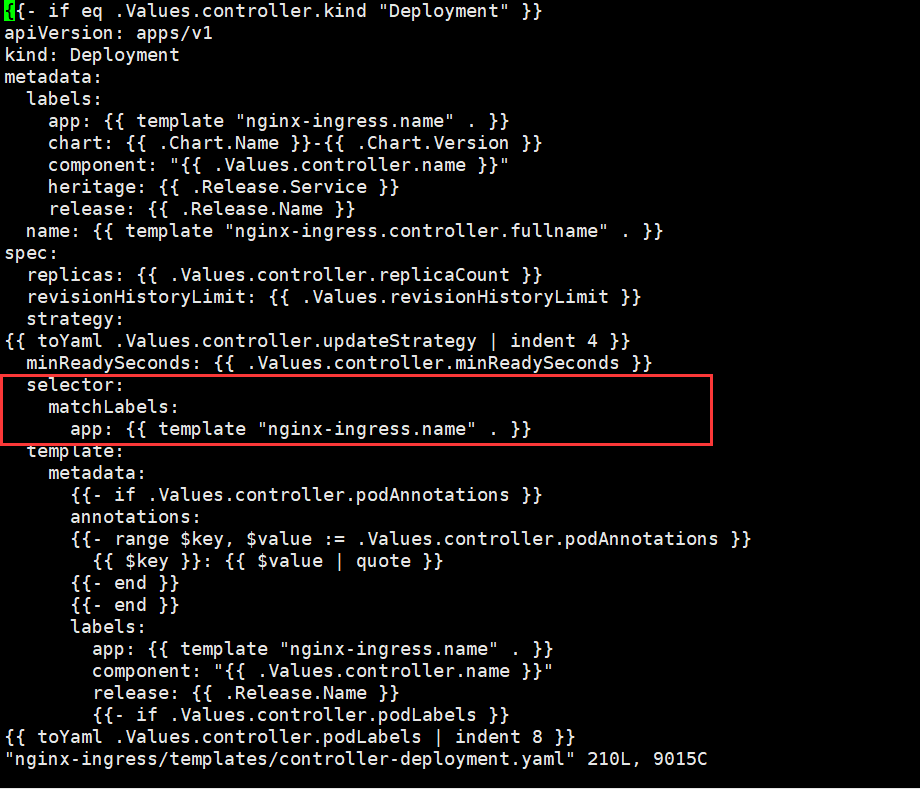 {{- if eq .Values.controller.kind "Deployment" }}
apiVersion: apps/v1
kind: Deployment
metadata:
  labels:
    app: {{ template "nginx-ingress.name" . }}
    chart: {{ .Chart.Name }}-{{ .Chart.Version }}
    component: "{{ .Values.controller.name }}"
    heritage: {{ .Release.Service }}
    release: {{ .Release.Name }}
  name: {{ template "nginx-ingress.controller.fullname" . }}
spec:
  replicas: {{ .Values.controller.replicaCount }}
  revisionHistoryLimit: {{ .Values.revisionHistoryLimit }}
  strategy:
{{ toYaml .Values.controller.updateStrategy | indent 4 }}
  minReadySeconds: {{ .Values.controller.minReadySeconds }}
  selector:
    matchLabels:
      app: {{ template "nginx-ingress.name" . }}
  template:
    metadata:
      {{- if .Values.controller.podAnnotations }}
      annotations:
      {{- range $key, $value := .Values.controller.podAnnotations }}
        {{ $key }}: {{ $value | quote }}
      {{- end }}
      {{- end }}
      labels:
        app: {{ template "nginx-ingress.name" . }}
        component: "{{ .Values.controller.name }}"
        release: {{ .Release.Name }}
        {{- if .Values.controller.podLabels }}
{{ toYaml .Values.controller.podLabels | indent 8 }}
"nginx-ingress/templates/controller-deployment.yaml" 210L, 9015C